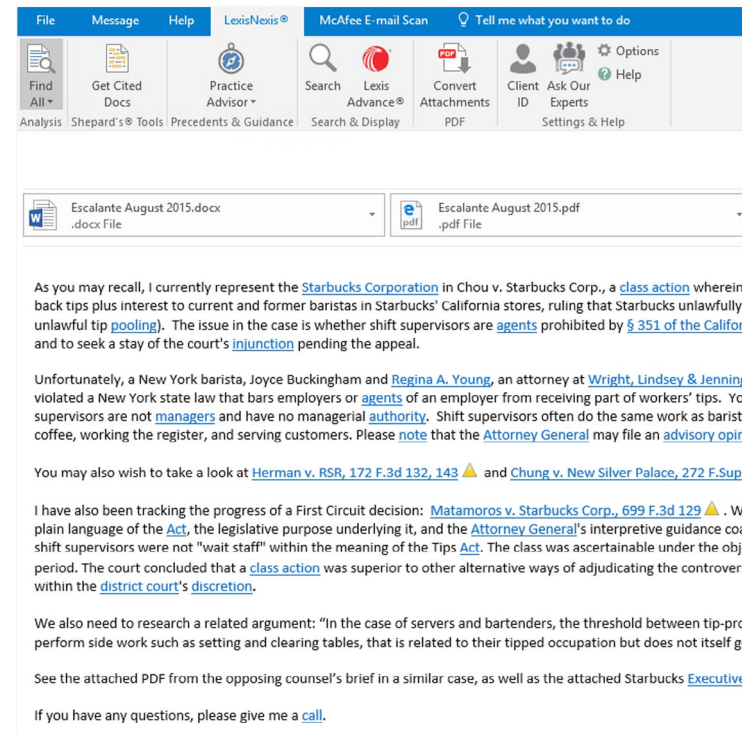 File Message Help LexisNexis® McAfee E-mail Scan Tell me what you want to do
Find All Get Cited Docs Practice Advisor Search Lexis Advance® PDF Convert Attachments Client ID Ask Our Experts Options Help
Analysis Shepard's® Tools Precedents & Guidance Search & Display PDF Settings & Help
W Escalante August 2015.docx e pdf Escalante August 2015.pdf
.docx File .pdf File
As you may recall, I currently represent the Starbucks Corporation in Chou v. Starbucks Corp., a class action wherein
back tips plus interest to current and former baristas in Starbucks' California stores, ruling that Starbucks unlawfully
unlawful tip pooling). The issue in the case is whether shift supervisors are agents prohibited by § 351 of the Califor
and to seek a stay of the court's injunction pending the appeal.
Unfortunately, a New York barista, Joyce Buckingham and Regina A. Young, an attorney at Wright, Lindsey & Jenning
violated a New York state law that bars employers or agents of an employer from receiving part of workers' tips. Yo
supervisors are not managers and have no managerial authority. Shift supervisors often do the same work as barist
coffee, working the register, and serving customers. Please note that the Attorney General may file an advisory opin
You may also wish to take a look at Herman v. RSR, 172 F.3d 132, 143 and Chung v. New Silver Palace, 272 F.Sup
I have also been tracking the progress of a First Circuit decision: Matamoros v. Starbucks Corp., 699 F.3d 129 . W
plain language of the Act, the legislative purpose underlying it, and the Attorney General's interpretive guidance coa
shift supervisors were not "wait staff" within the meaning of the Tips Act. The class was ascertainable under the obj
period. The court concluded that a class action was superior to other alternative ways of adjudicating the controver
within the district court's discretion.
We also need to research a related argument: “In the case of servers and bartenders, the threshold between tip-pro
perform side work such as setting and clearing tables, that is related to their tipped occupation but does not itself g
See the attached PDF from the opposing counsel’s brief in a similar case, as well as the attached Starbucks Executive
If you have any questions, please give me a call.